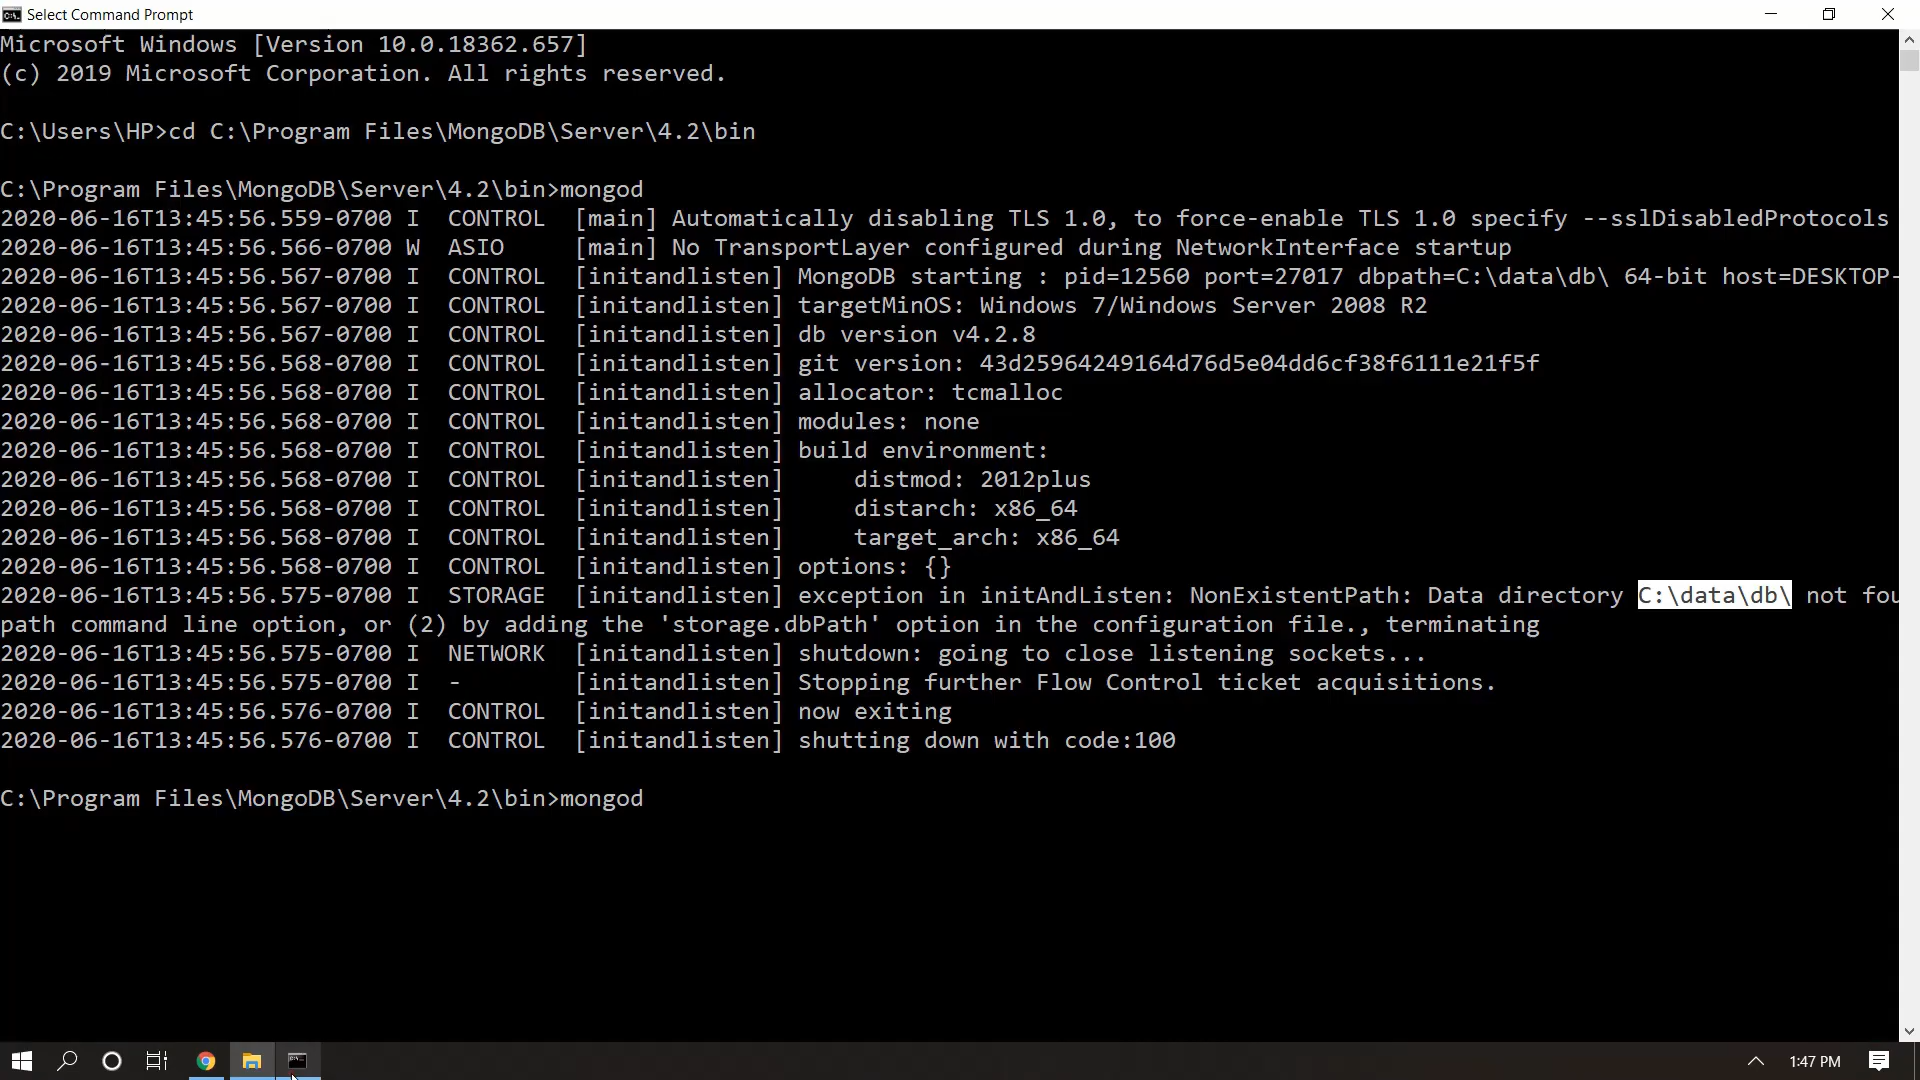 Select Command Prompt
Microsoft Windows [Version 10.0.18362.657]
(c) 2019 Microsoft Corporation. All rights reserved.
C:\Users\HP>cd C:\Program Files\MongoDB\Server\4.2\bin
C:\Program Files\MongoDB\Server\4.2\bin>mongod
2020-06-16T13:45:56.559-0700 I  CONTROL  [main] Automatically disabling TLS 1.0, to force-enable TLS 1.0 specify --sslDisabledProtocols
2020-06-16T13:45:56.566-0700 W  ASIO     [main] No TransportLayer configured during NetworkInterface startup
2020-06-16T13:45:56.567-0700 I  CONTROL  [initandlisten] MongoDB starting : pid=12560 port=27017 dbpath=C:\data\db\ 64-bit host=DESKTOP-
2020-06-16T13:45:56.567-0700 I  CONTROL  [initandlisten] targetMinOS: Windows 7/Windows Server 2008 R2
2020-06-16T13:45:56.567-0700 I  CONTROL  [initandlisten] db version v4.2.8
2020-06-16T13:45:56.568-0700 I  CONTROL  [initandlisten] git version: 43d25964249164d76d5e04dd6cf38f6111e21f5f
2020-06-16T13:45:56.568-0700 I  CONTROL  [initandlisten] allocator: tcmalloc
2020-06-16T13:45:56.568-0700 I  CONTROL  [initandlisten] modules: none
2020-06-16T13:45:56.568-0700 I  CONTROL  [initandlisten] build environment:
2020-06-16T13:45:56.568-0700 I  CONTROL  [initandlisten]     distmod: 2012plus
2020-06-16T13:45:56.568-0700 I  CONTROL  [initandlisten]     distarch: x86_64
2020-06-16T13:45:56.568-0700 I  CONTROL  [initandlisten]     target_arch: x86_64
2020-06-16T13:45:56.568-0700 I  CONTROL  [initandlisten] options: {}
2020-06-16T13:45:56.575-0700 I  STORAGE  [initandlisten] exception in initAndListen: NonExistentPath: Data directory C:\data\db\ not fou
path command line option, or (2) by adding the 'storage.dbPath' option in the configuration file., terminating
2020-06-16T13:45:56.575-0700 I  NETWORK  [initandlisten] shutdown: going to close listening sockets...
2020-06-16T13:45:56.575-0700 I  -        [initandlisten] Stopping further Flow Control ticket acquisitions.
2020-06-16T13:45:56.576-0700 I  CONTROL  [initandlisten] now exiting
2020-06-16T13:45:56.576-0700 I  CONTROL  [initandlisten] shutting down with code:100
C:\Program Files\MongoDB\Server\4.2\bin>mongod
1:47 PM